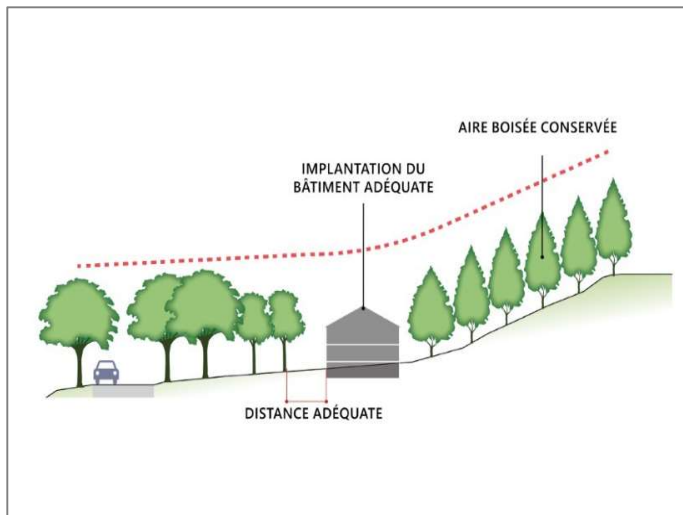 AIRE BOISÉE CONSERVÉE
IMPLANTATION DU
BÂTIMENT ADÉQUATE
DISTANCE ADÉQUATE